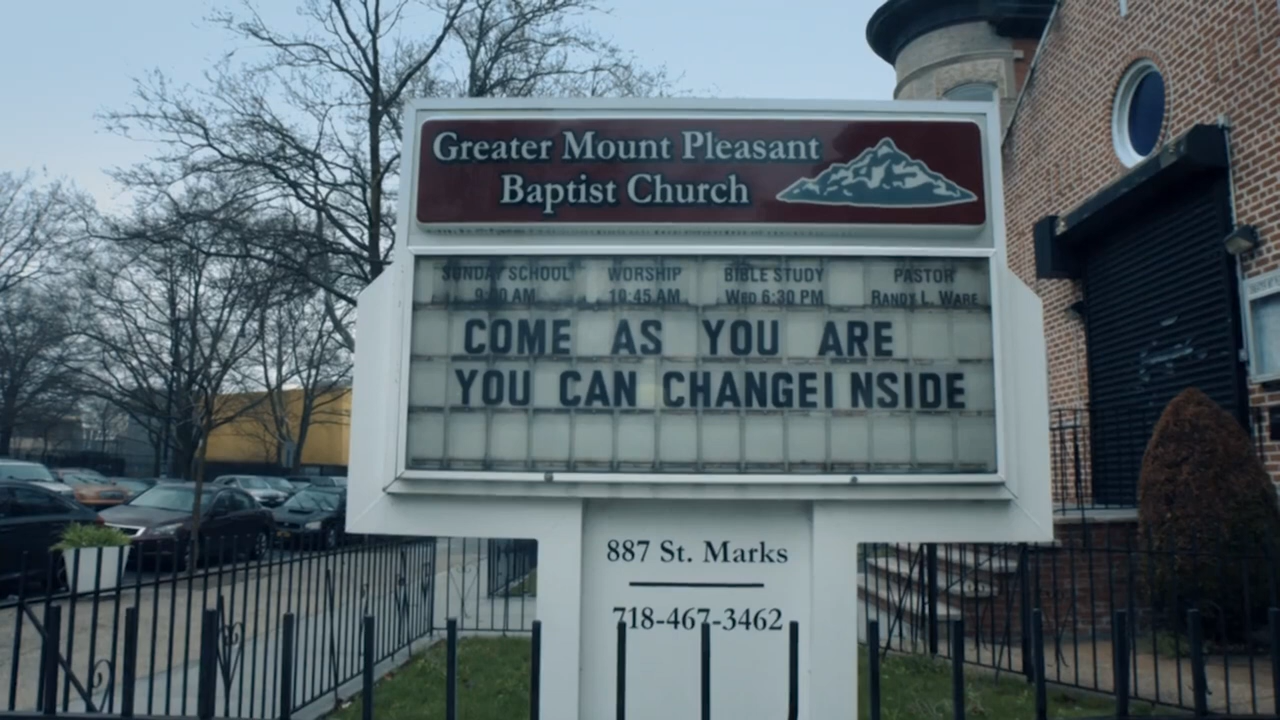 Greater Mount Pleasant
Baptist Church
SUNDAY SCHOOL WORSHIP BIBLE STUDY PASTOR
9:30 AM 10:45 AM WED 6:30 PM RANDY L. WARE
COME AS YOU ARE
YOU CAN CHANGEI NSIDE
887 St. Marks
718-467-3462